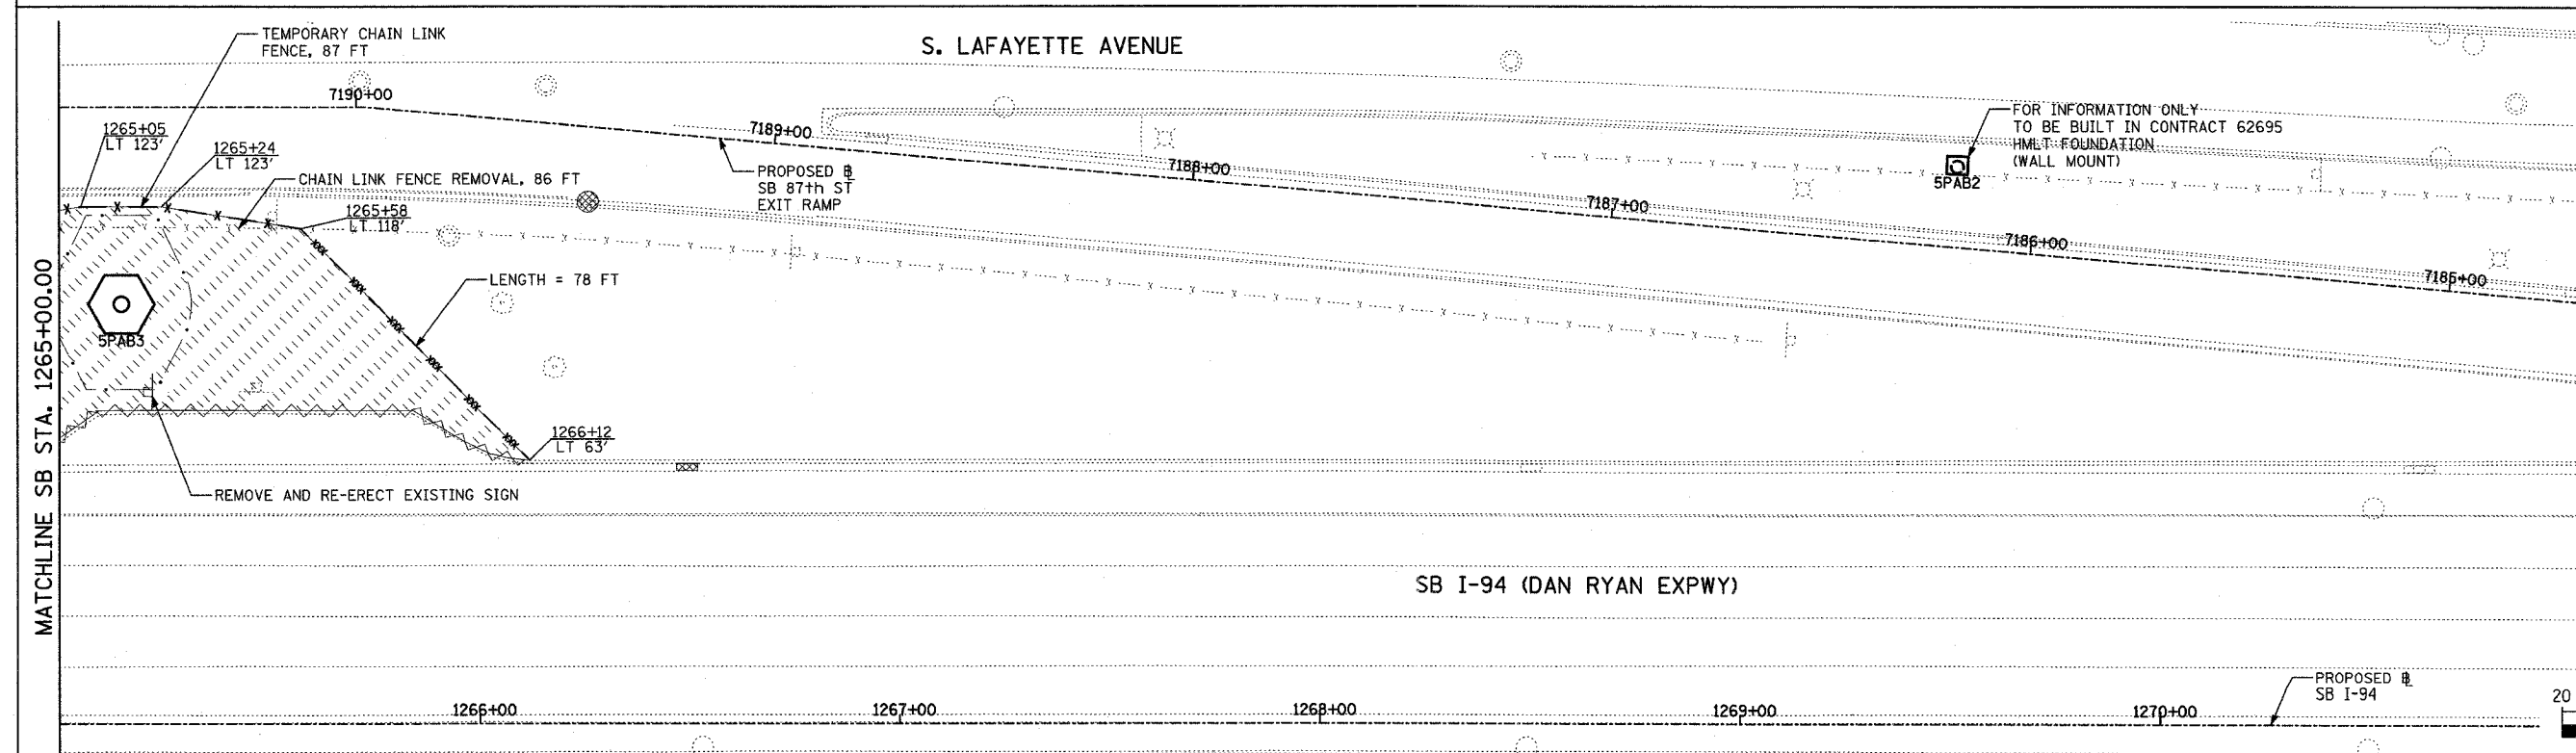 TEMPORARY CHAIN LINK
FENCE, 87 FT
S. LAFAYETTE AVENUE
7190+00
1265+05
LT 123'
1265+24
LT 123'
CHAIN LINK FENCE REMOVAL, 86 FT
1265+58
LT 118'
7189+00
PROPOSED ℄
SB 87th ST
EXIT RAMP
7188+00
7187+00
FOR INFORMATION ONLY
TO BE BUILT IN CONTRACT 62695
HMLT FOUNDATION
(WALL MOUNT)
5PAB2
7186+00
7185+00
LENGTH = 78 FT
5PAB3
1266+12
LT 63'
REMOVE AND RE-ERECT EXISTING SIGN
MATCHLINE SB STA. 1265+00.00
SB I-94 (DAN RYAN EXPWY)
PROPOSED ℄
SB I-94
20
1266+00
1267+00
1268+00
1269+00
1270+00